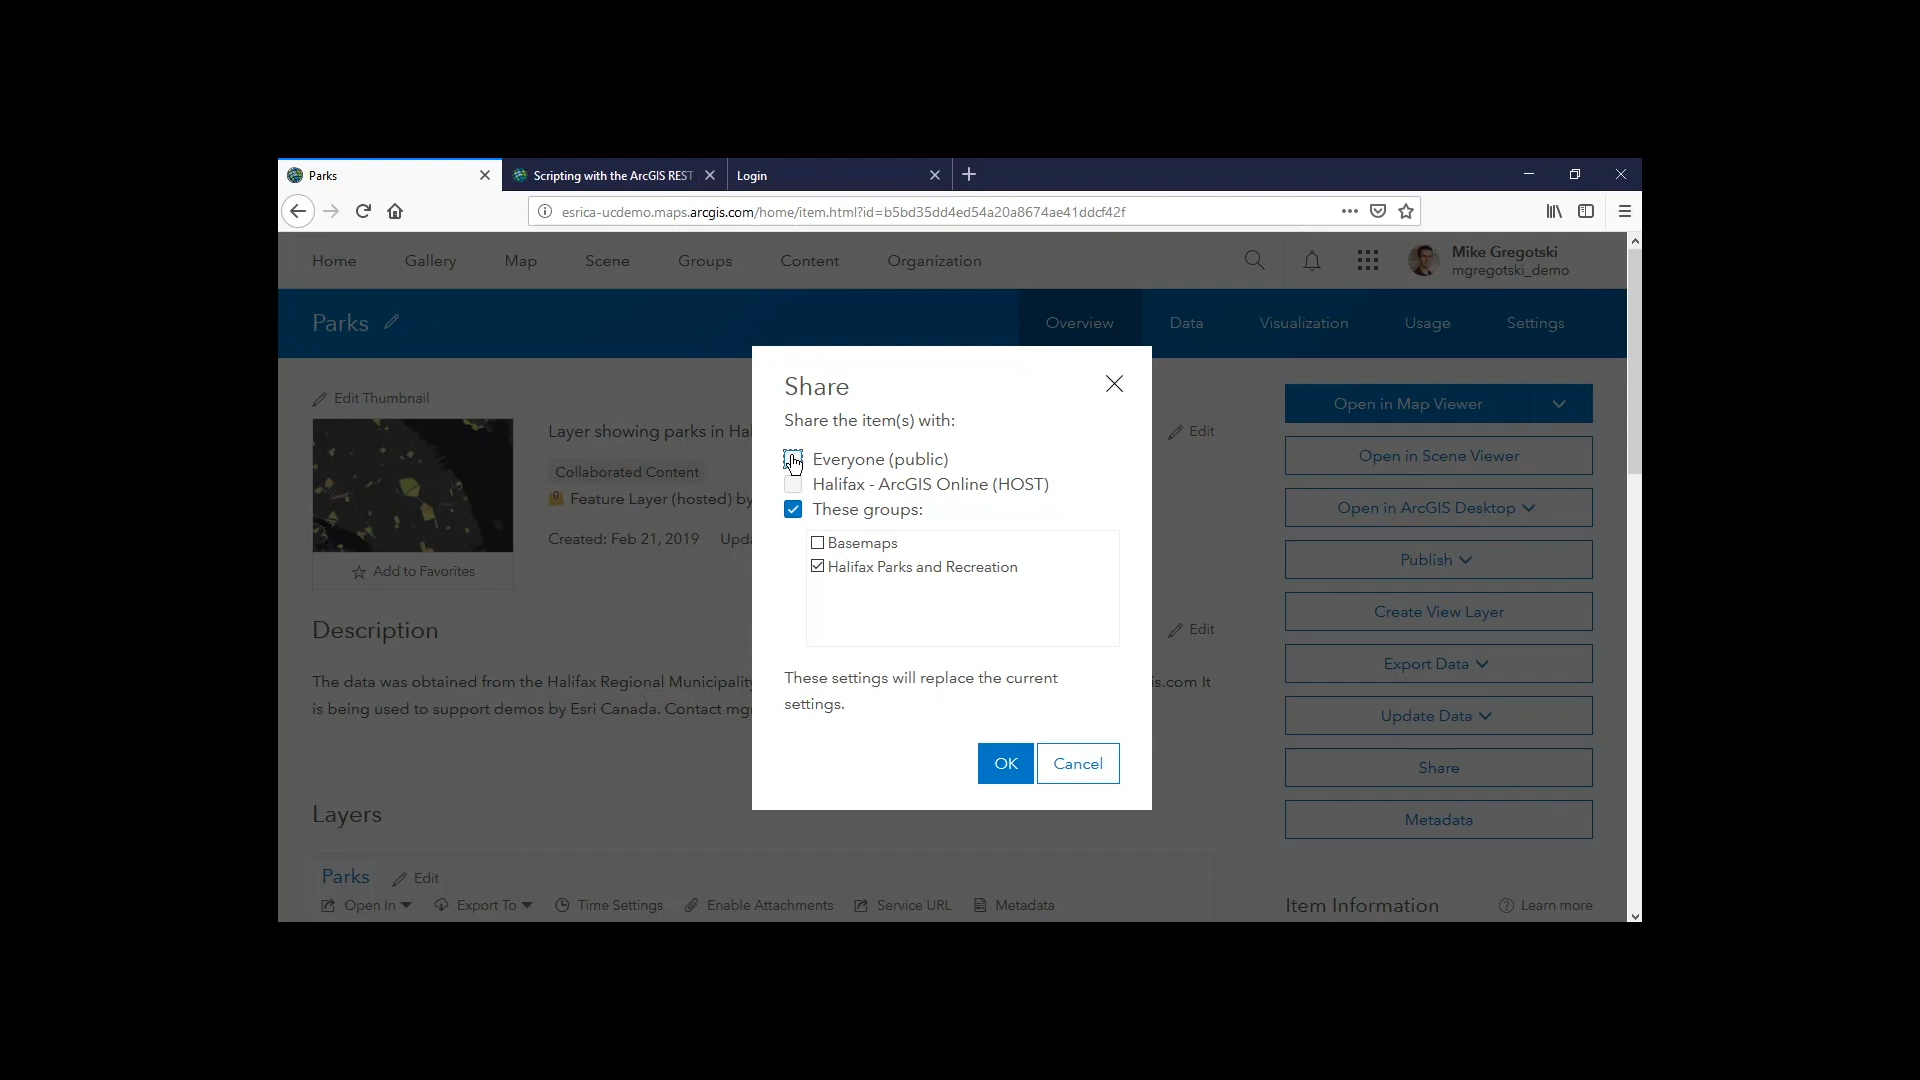 Parks
Scripting with the ArcGIS REST
Login
esrica-ucdemo.maps.arcgis.com/home/item.html?id=b5bd35dd4ed54a20a8674ae41ddcf42f
Home Gallery Map Scene Groups Content Organization
Mike Gregotski
mgregotski_demo
Parks
Overview Data Visualization Usage Settings
Edit Thumbnail
Add to Favorites
Layer showing parks in Hal
Edit
Collaborated Content
Feature Layer (hosted) by
Created: Feb 21, 2019 Upda
Share
Share the item(s) with:
Everyone (public)
Halifax - ArcGIS Online (HOST)
These groups:
Basemaps
Halifax Parks and Recreation
These settings will replace the current
settings.
OK Cancel
Open in Map Viewer
Open in Scene Viewer
Open in ArcGIS Desktop
Publish
Create View Layer
Export Data
Update Data
Share
Metadata
Description
Edit
The data was obtained from the Halifax Regional Municipality is.com It
is being used to support demos by Esri Canada. Contact mg
Layers
Parks Edit
Open In Export To Time Settings Enable Attachments Service URL Metadata
Item Information Learn more